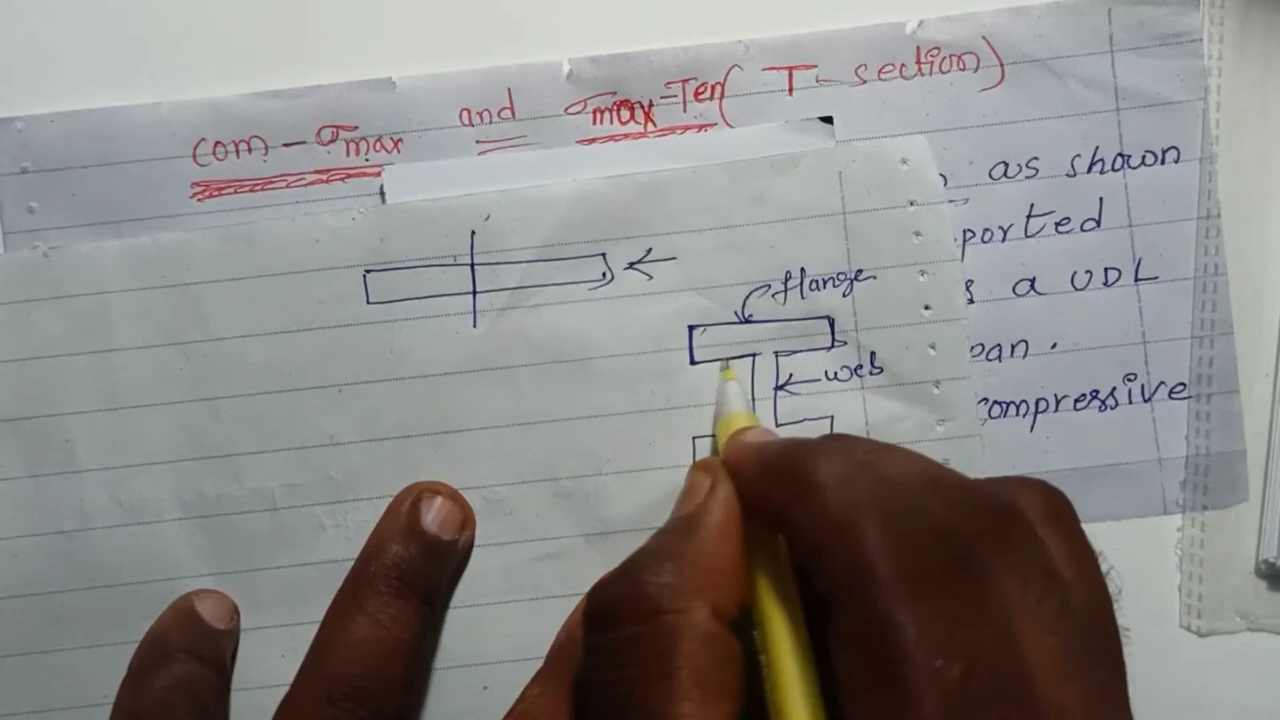 com - σmax and σmax-Ten( T- section)
, as shown
ported
s a UDL
flange
pan.
web
compressive